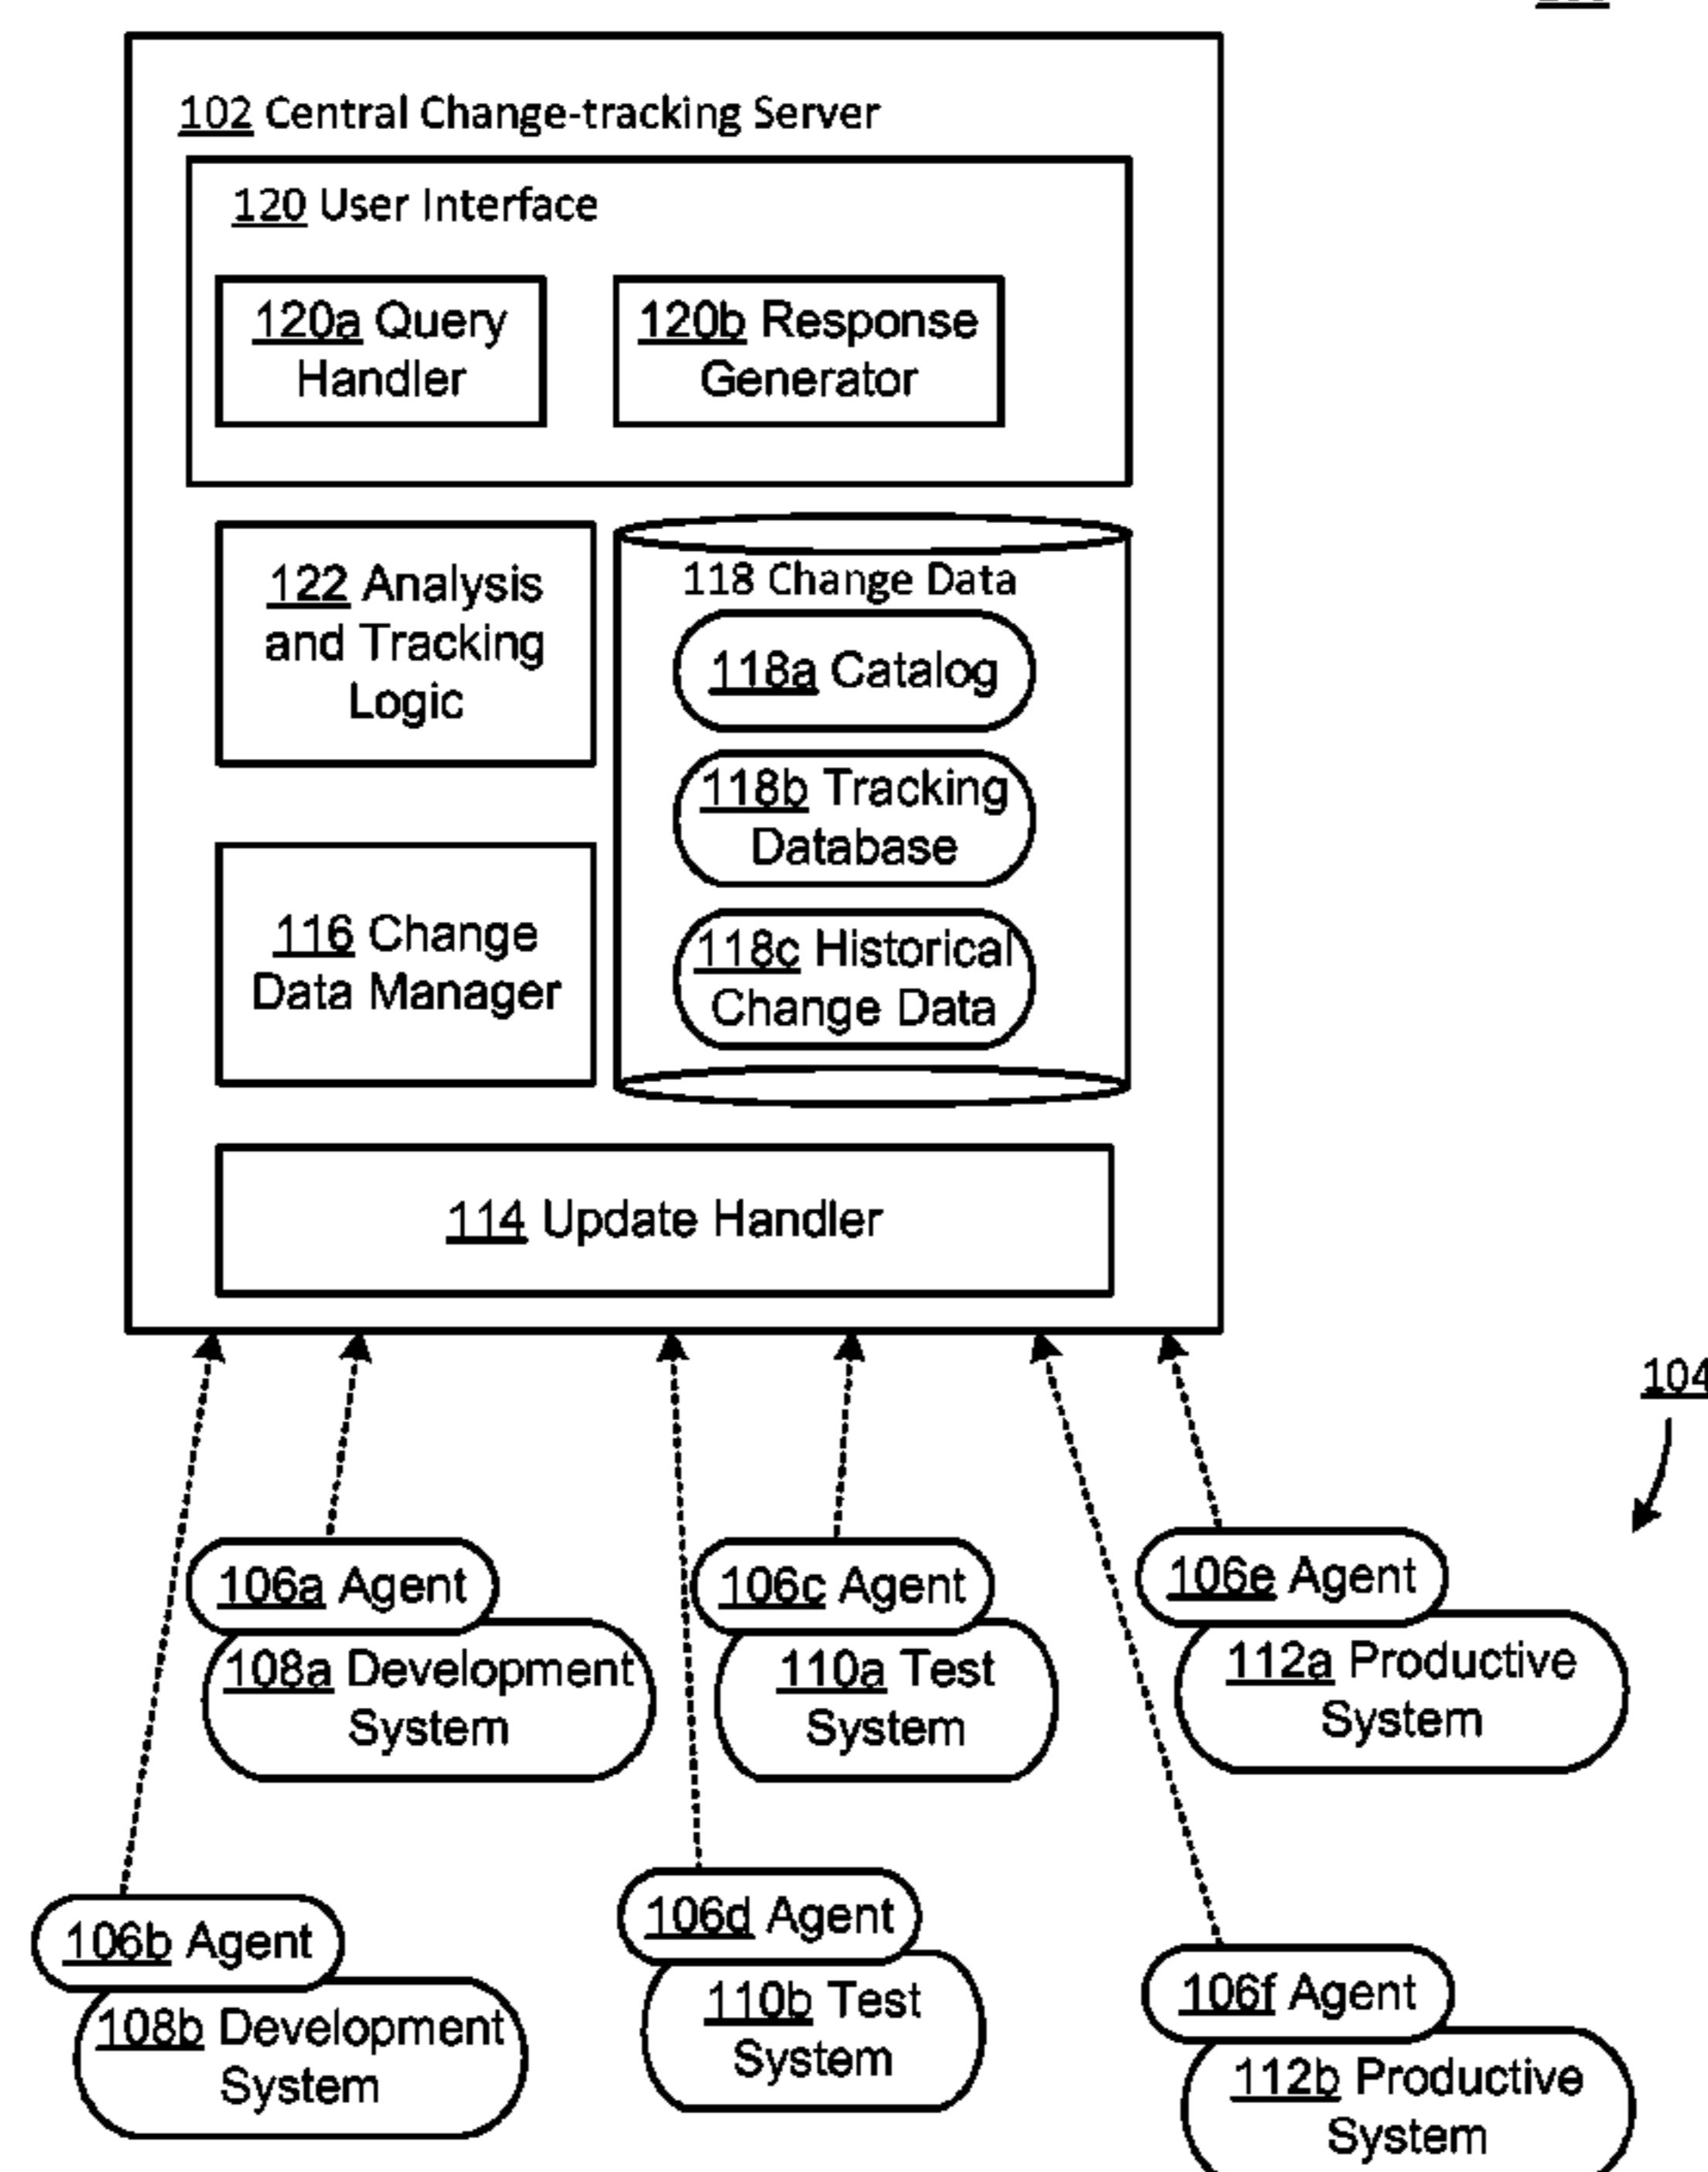 102 Central Change-tracking Server
120 User Interface
120a Query
Handler
120b Response
Generator
122 Analysis
and Tracking
Logic
118 Change Data
118a Catalog
118b Tracking
Database
118c Historical
Change Data
116 Change
Data Manager
114 Update Handler
104
106a Agent
108a Development
System
106c Agent
110a Test
System
106e Agent
112a Productive
System
106b Agent
108b Development
System
106d Agent
110b Test
System
106f Agent
112b Productive
System